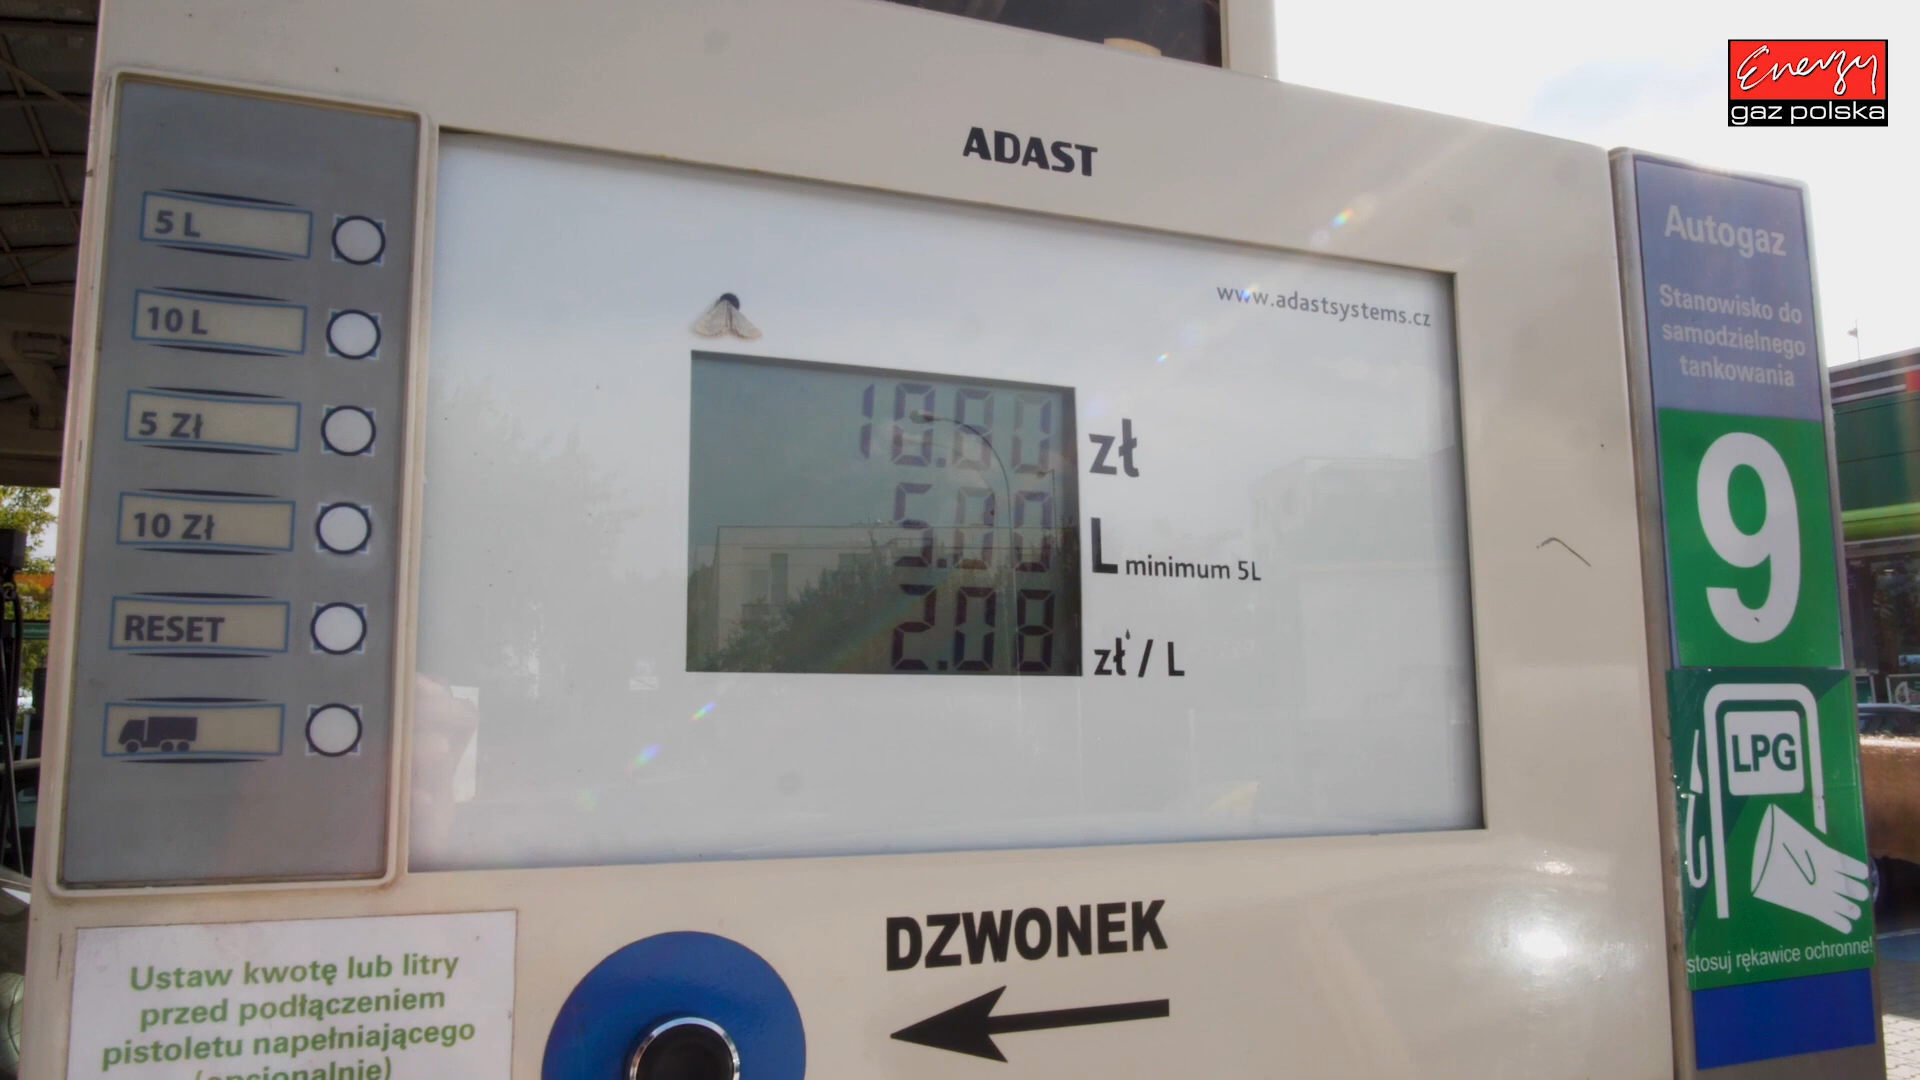 Energy
gaz polska
ADAST
www.adastsystems.cz
5 L
10 L
5 Zł
10 Zł
RESET
zł
5.00 L minimum 5L
2.08 zł / L
Autogaz
Stanowisko do
samodzielnego
tankowania
9
LPG
stosuj rękawice ochronne!
DZWONEK
Ustaw kwotę lub litry
przed podłączeniem
pistoletu napełniającego
(opcjonalnie)